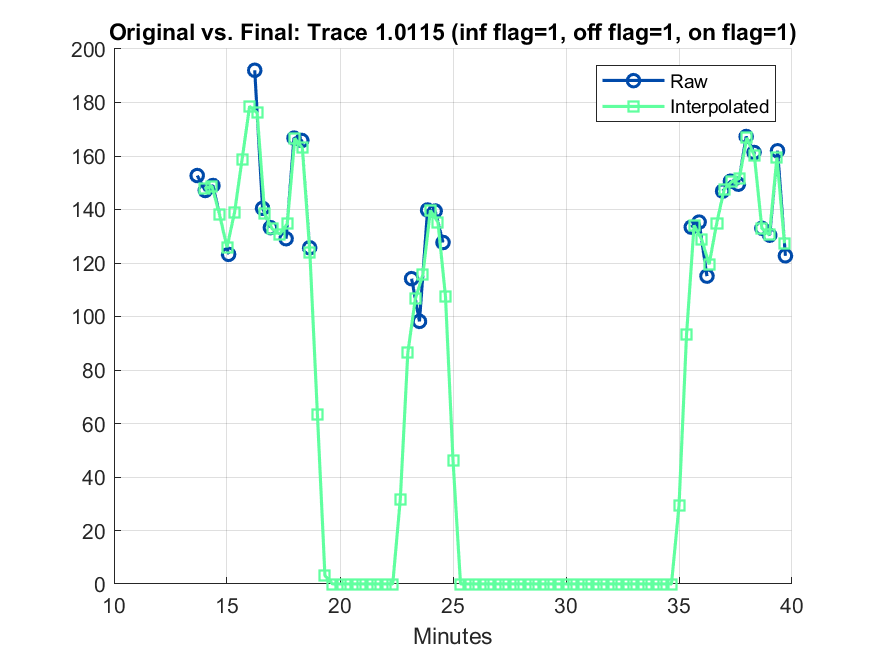 Original vs. Final: Trace 1.0115 (inf flag=1, off flag=1, on flag=1)
Raw
Interpolated
200
180
160
140
120
100
80
60
40
20
0
10 15 20 25 30 35 40
Minutes